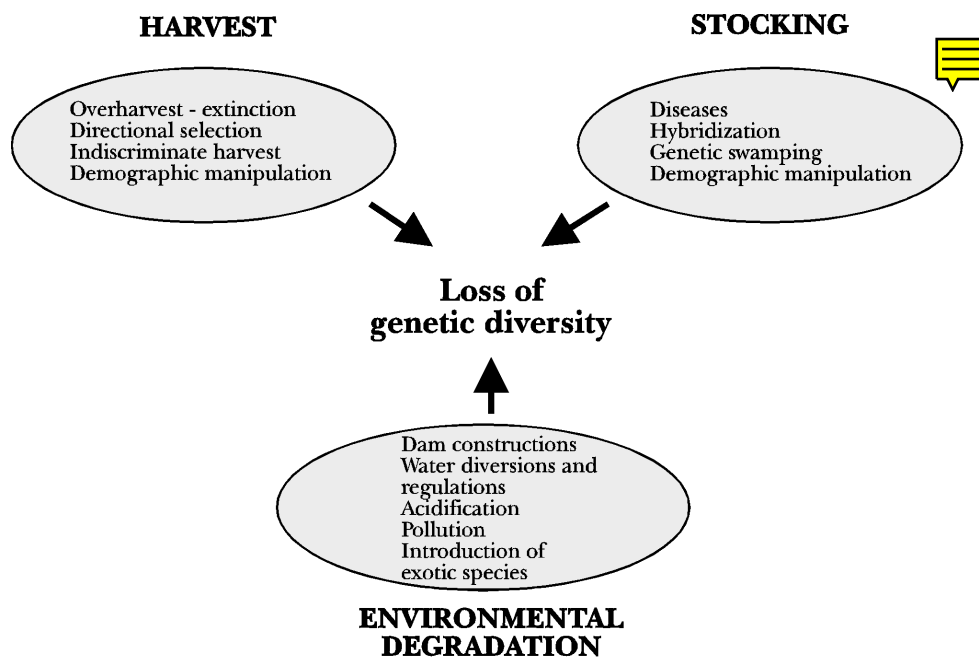 HARVEST
Overharvest - extinction
Directional selection
Indiscriminate harvest
Demographic manipulation
STOCKING
Diseases
Hybridization
Genetic swamping
Demographic manipulation
Loss of
genetic diversity
Dam constructions
Water diversions and
regulations
Acidification
Pollution
Introduction of
exotic species
ENVIRONMENTAL
DEGRADATION